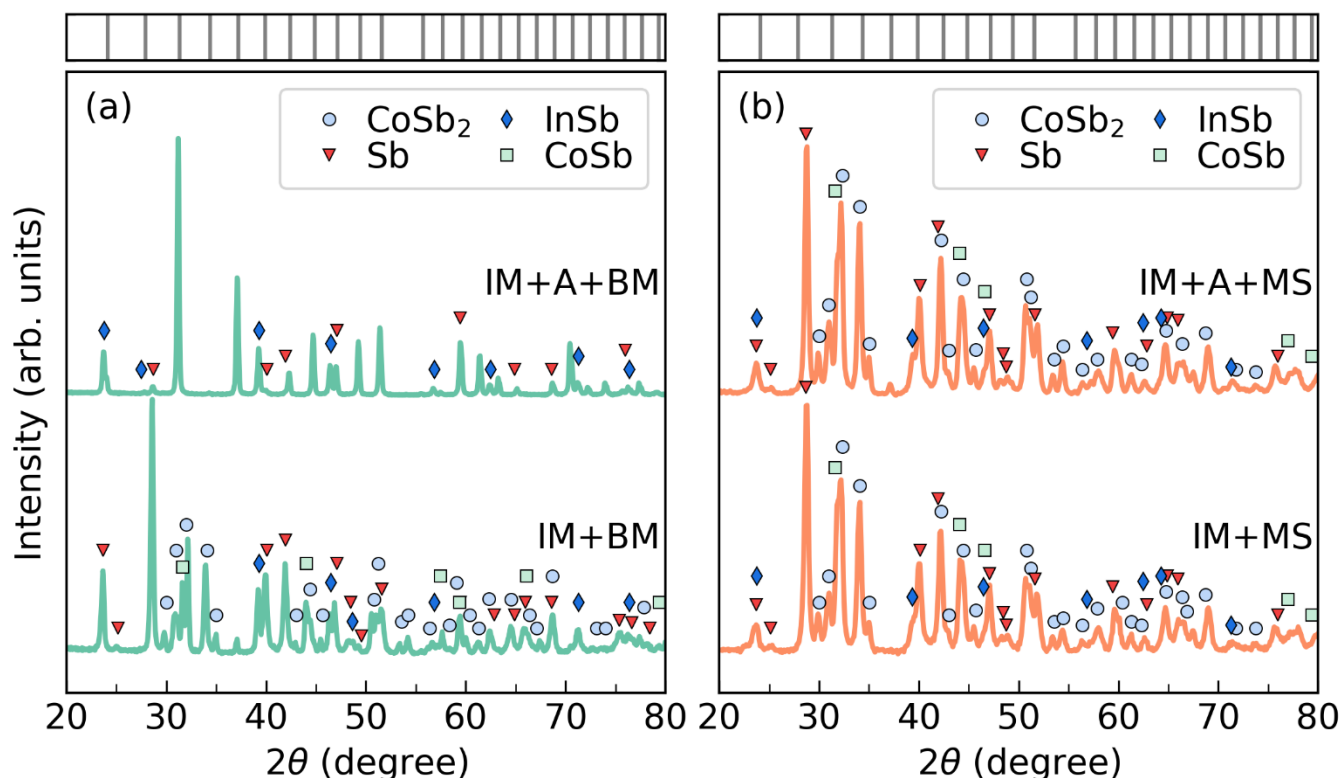 (a)
CoSb₂ InSb
Sb CoSb
IM+A+BM
IM+BM
20 30 40 50 60 70 80
2θ (degree)
Intensity (arb. units)
(b)
CoSb₂ InSb
Sb CoSb
IM+A+MS
IM+MS
20 30 40 50 60 70 80
2θ (degree)